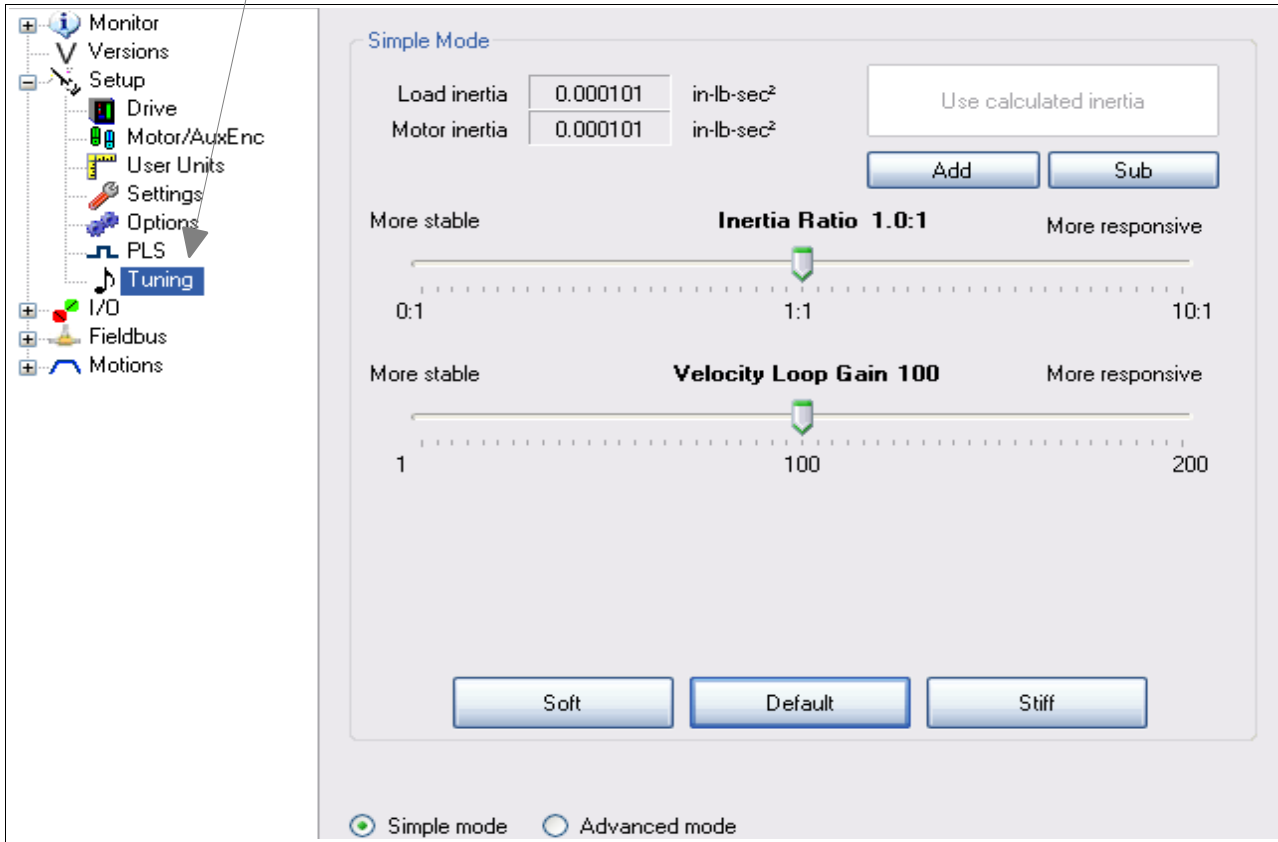 Monitor
Versions
Setup
Drive
Motor/AuxEnc
User Units
Settings
Options
PLS
Tuning
I/O
Fieldbus
Motions
Simple Mode
Load inertia 0.000101 in-lb-sec²
Motor inertia 0.000101 in-lb-sec²
Use calculated inertia
Add Sub
More stable Inertia Ratio 1.0:1 More responsive
0:1 1:1 10:1
More stable Velocity Loop Gain 100 More responsive
1 100 200
Soft Default Stiff
Simple mode Advanced mode